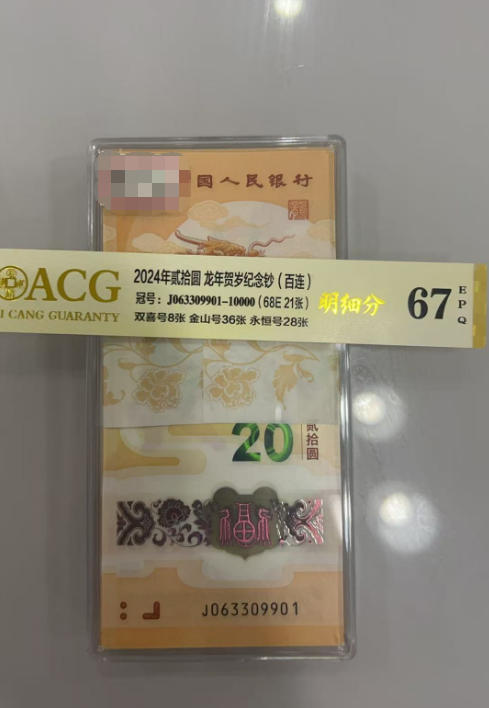 国人民银行
ACG
I CANG GUARANTY
2024年贰拾圆 龙年贺岁纪念钞（百连）
冠号：J063309901-10000 (68E 21张)
双喜号8张 金山号36张 永恒号28张
明细分
67
EPQ
20
贰拾圆
福
J063309901